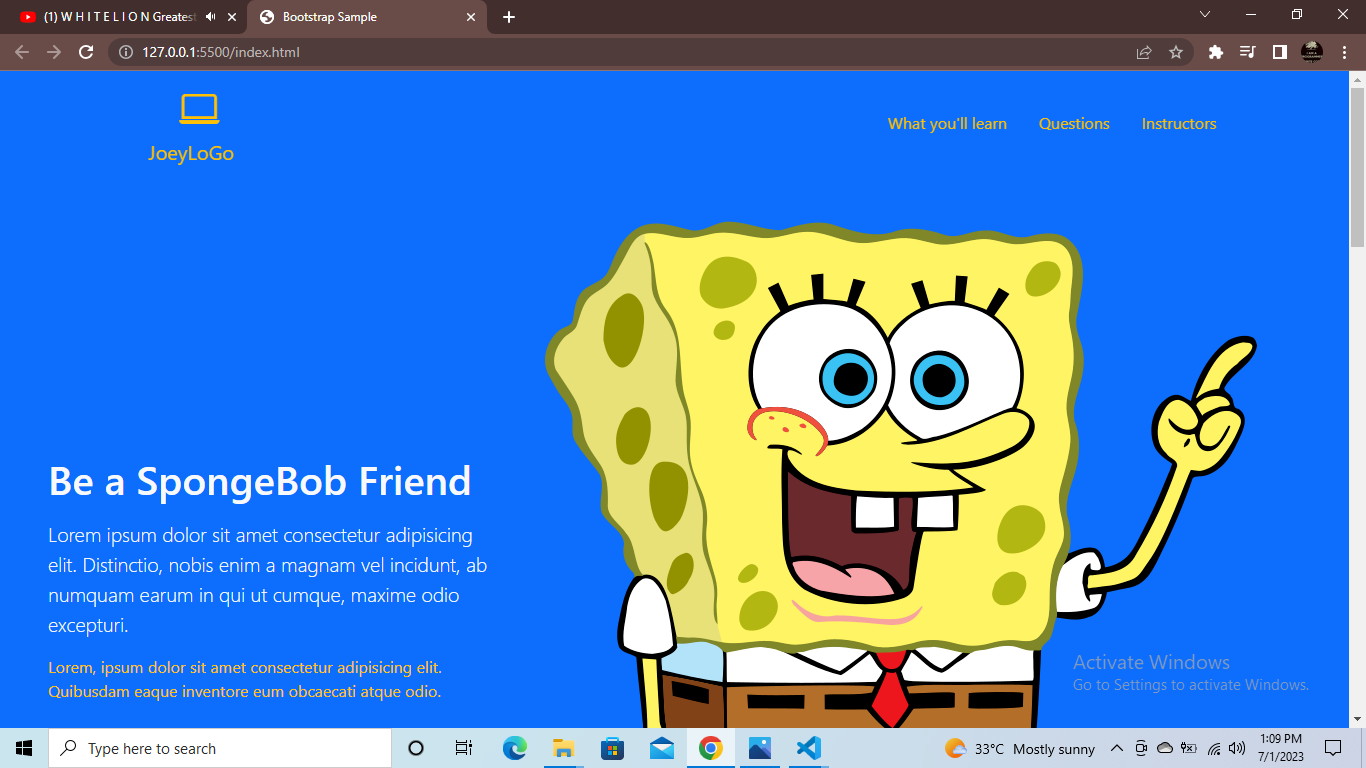 (1) W H I T E L I O N Greatest
Bootstrap Sample
127.0.0.1:5500/index.html
JoeyLoGo
What you'll learn
Questions
Instructors
Be a SpongeBob Friend
Lorem ipsum dolor sit amet consectetur adipisicing
elit. Distinctio, nobis enim a magnam vel incidunt, ab
numquam earum in qui ut cumque, maxime odio
excepturi.
Lorem, ipsum dolor sit amet consectetur adipisicing elit.
Quibusdam eaque inventore eum obcaecati atque odio.
Activate Windows
Go to Settings to activate Windows.
Type here to search
33°C Mostly sunny
1:09 PM
7/1/2023